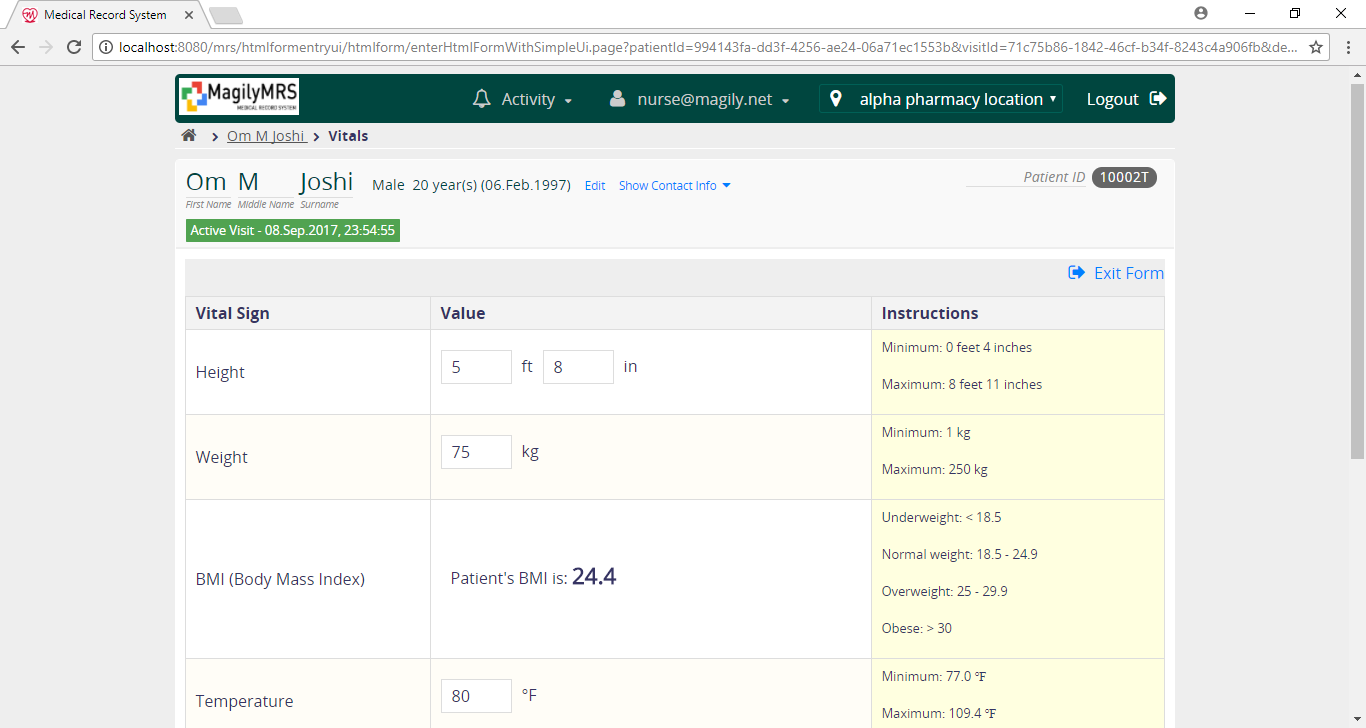 Medical Record System
localhost:8080/mrs/htmlformentryui/htmlform/enterHtmlFormWithSimpleUi.page?patientId=994143fa-dd3f-4256-ae24-06a71ec1553b&visitId=71c75b86-1842-46cf-b34f-8243c4a906fb&de...
MagilyMRS
MEDICAL RECORD SYSTEM
Activity
nurse@magily.net
alpha pharmacy location
Logout
Om M Joshi > Vitals
Om M Joshi Male 20 year(s) (06.Feb.1997) Edit Show Contact Info Patient ID 10002T
First Name Middle Name Surname
Active Visit - 08.Sep.2017, 23:54:55
Exit Form
Vital Sign Value Instructions
Height 5 ft 8 in
Minimum: 0 feet 4 inches
Maximum: 8 feet 11 inches
Weight 75 kg
Minimum: 1 kg
Maximum: 250 kg
BMI (Body Mass Index) Patient's BMI is: 24.4
Underweight: < 18.5
Normal weight: 18.5 - 24.9
Overweight: 25 - 29.9
Obese: > 30
Temperature 80 °F
Minimum: 77.0 °F
Maximum: 109.4 °F